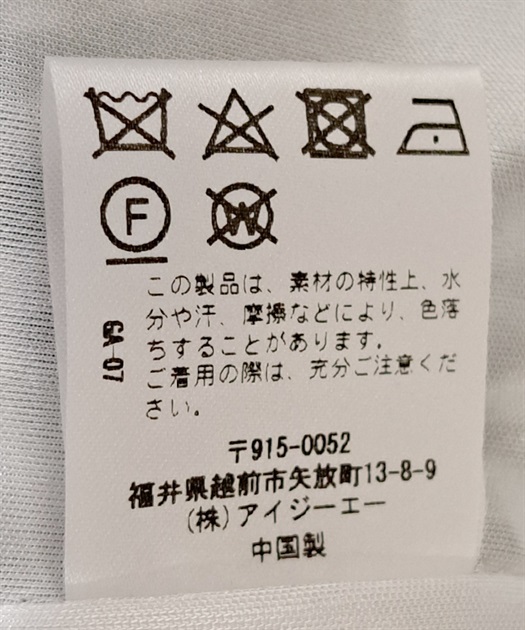 F W
この製品は、素材の特性上、水
分や汗、摩擦などにより、色落
ちすることがあります。
ご着用の際は、充分ご注意くだ
さい。
GA-07
〒915-0052
福井県越前市矢放町13-8-9
(株)アイジーエー
中国製